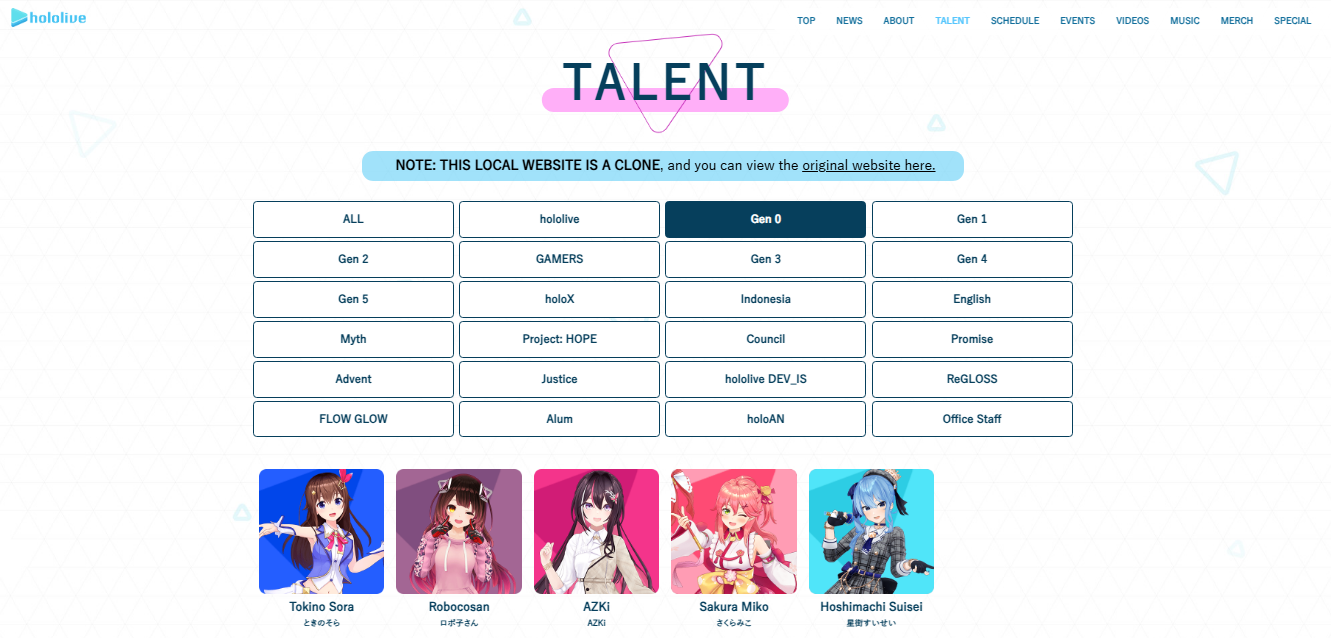 hololive
TOP NEWS ABOUT TALENT SCHEDULE EVENTS VIDEOS MUSIC MERCH SPECIAL
TALENT
NOTE: THIS LOCAL WEBSITE IS A CLONE, and you can view the original website here.
ALL hololive Gen 0 Gen 1
Gen 2 GAMERS Gen 3 Gen 4
Gen 5 holoX Indonesia English
Myth Project: HOPE Council Promise
Advent Justice hololive DEV_IS ReGLOSS
FLOW GLOW Alum holoAN Office Staff
Tokino Sora Robocosan AZKi Sakura Miko Hoshimachi Suisei
ときのそら ロボ子さん AZKi さくらみこ 星街すいせい